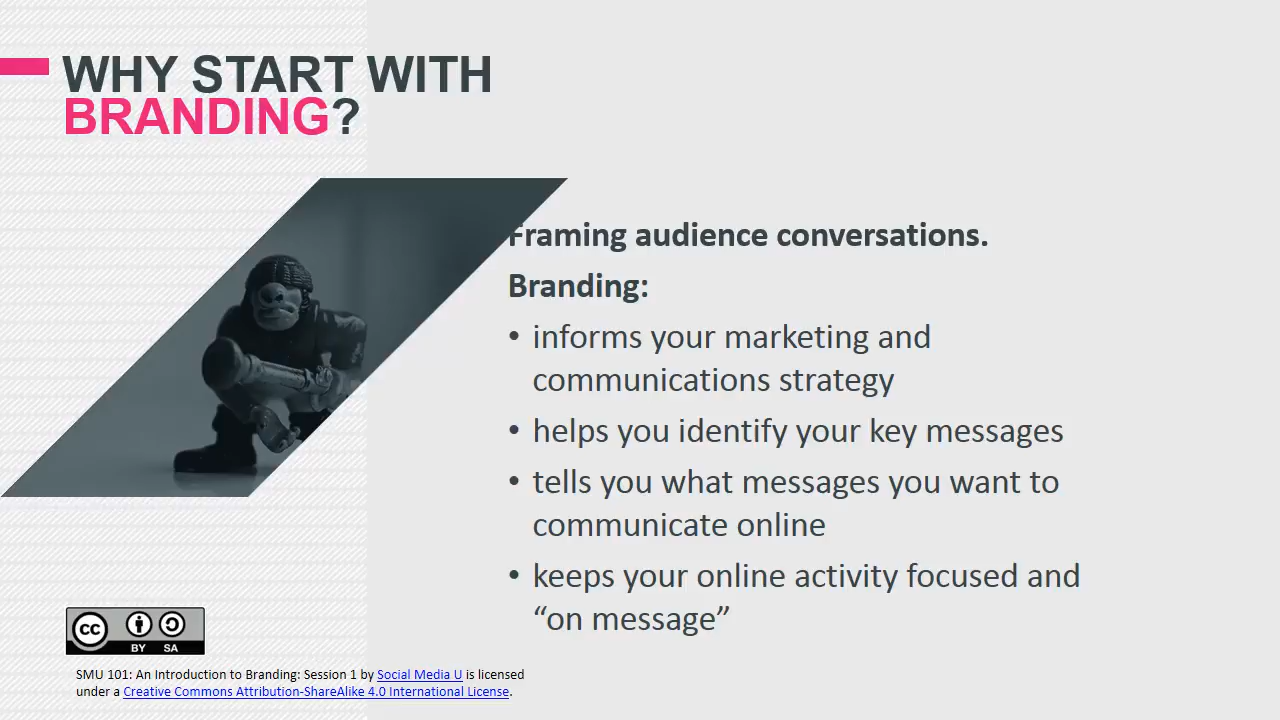 WHY START WITH
BRANDING?
Framing audience conversations.
Branding:
• informs your marketing and
communications strategy
• helps you identify your key messages
• tells you what messages you want to
communicate online
• keeps your online activity focused and
“on message”
cc
BY SA
SMU 101: An Introduction to Branding: Session 1 by Social Media U is licensed
under a Creative Commons Attribution-ShareAlike 4.0 International License.